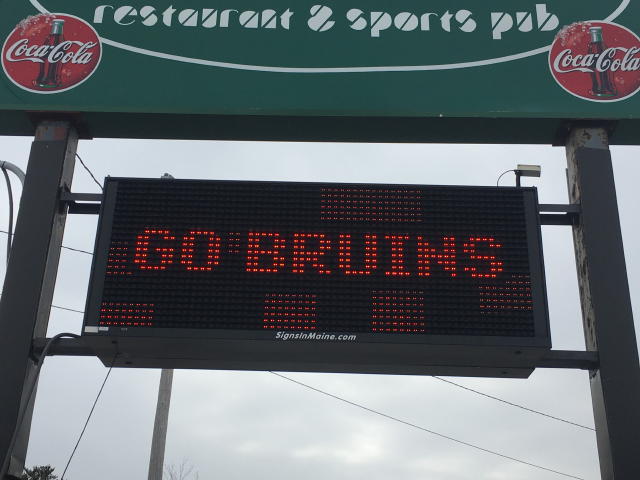 restaurant & sports pub
Coca-Cola
Coca-Cola
GO BRUINS
SignsInMaine.com